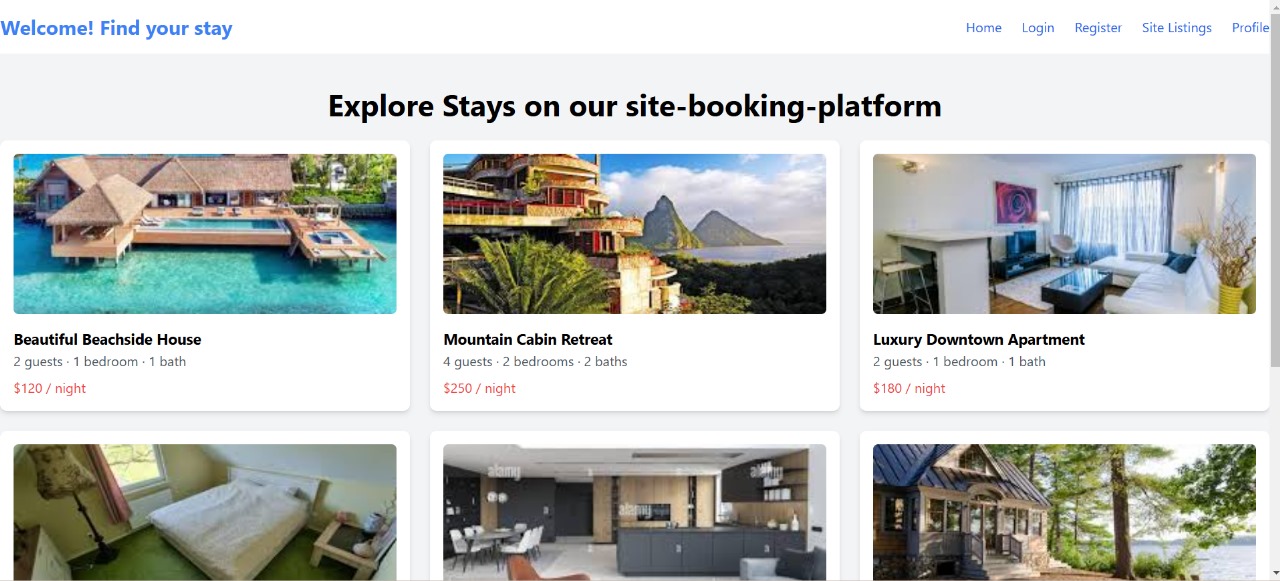 Welcome! Find your stay
Home Login Register Site Listings Profile
Explore Stays on our site-booking-platform
Beautiful Beachside House
2 guests · 1 bedroom · 1 bath
$120 / night
Mountain Cabin Retreat
4 guests · 2 bedrooms · 2 baths
$250 / night
Luxury Downtown Apartment
2 guests · 1 bedroom · 1 bath
$180 / night
alamy
alamy
alamy